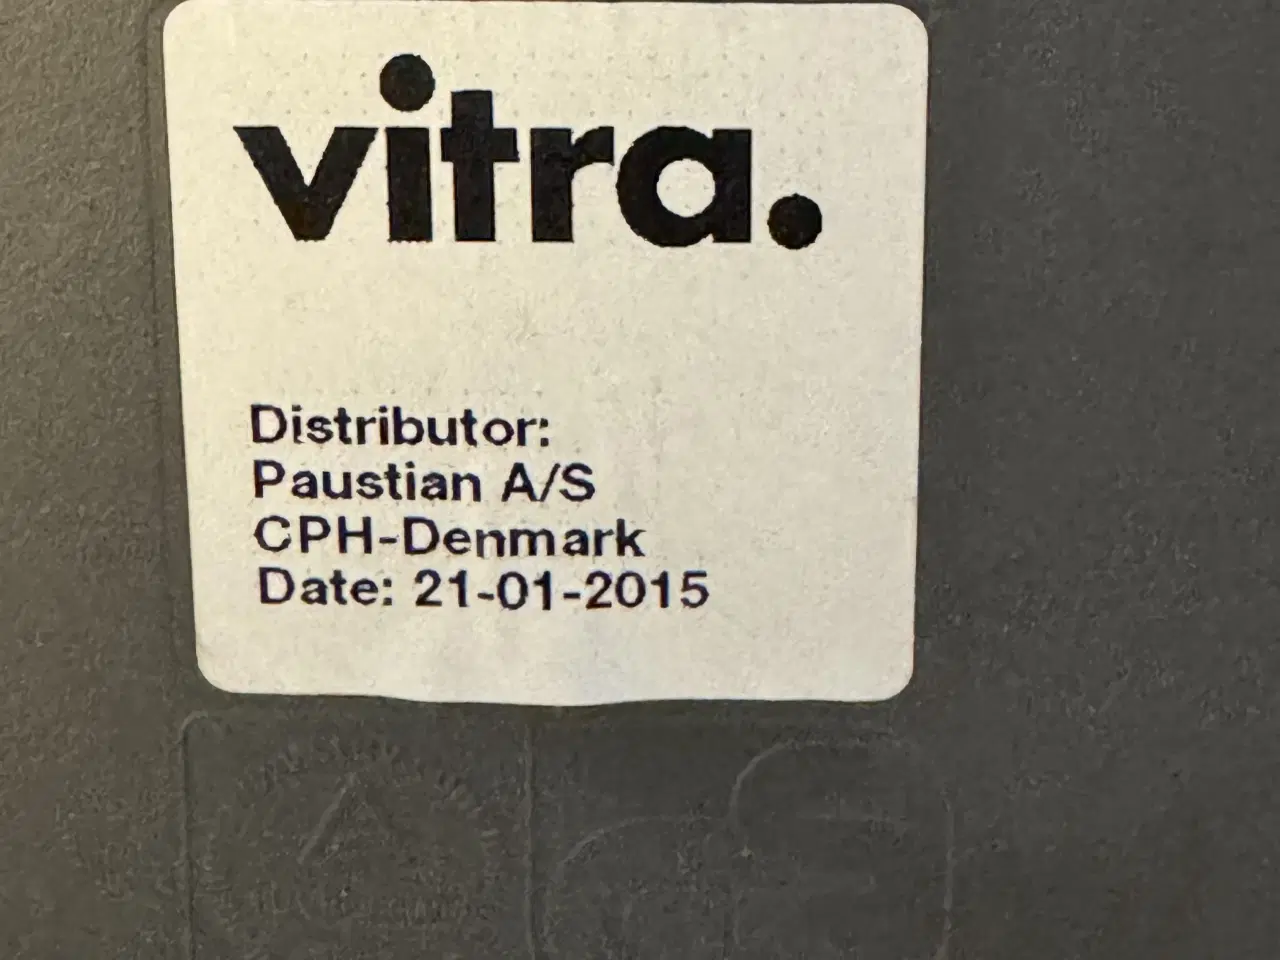 vitra.
Distributor:
Paustian A/S
CPH-Denmark
Date: 21-01-2015